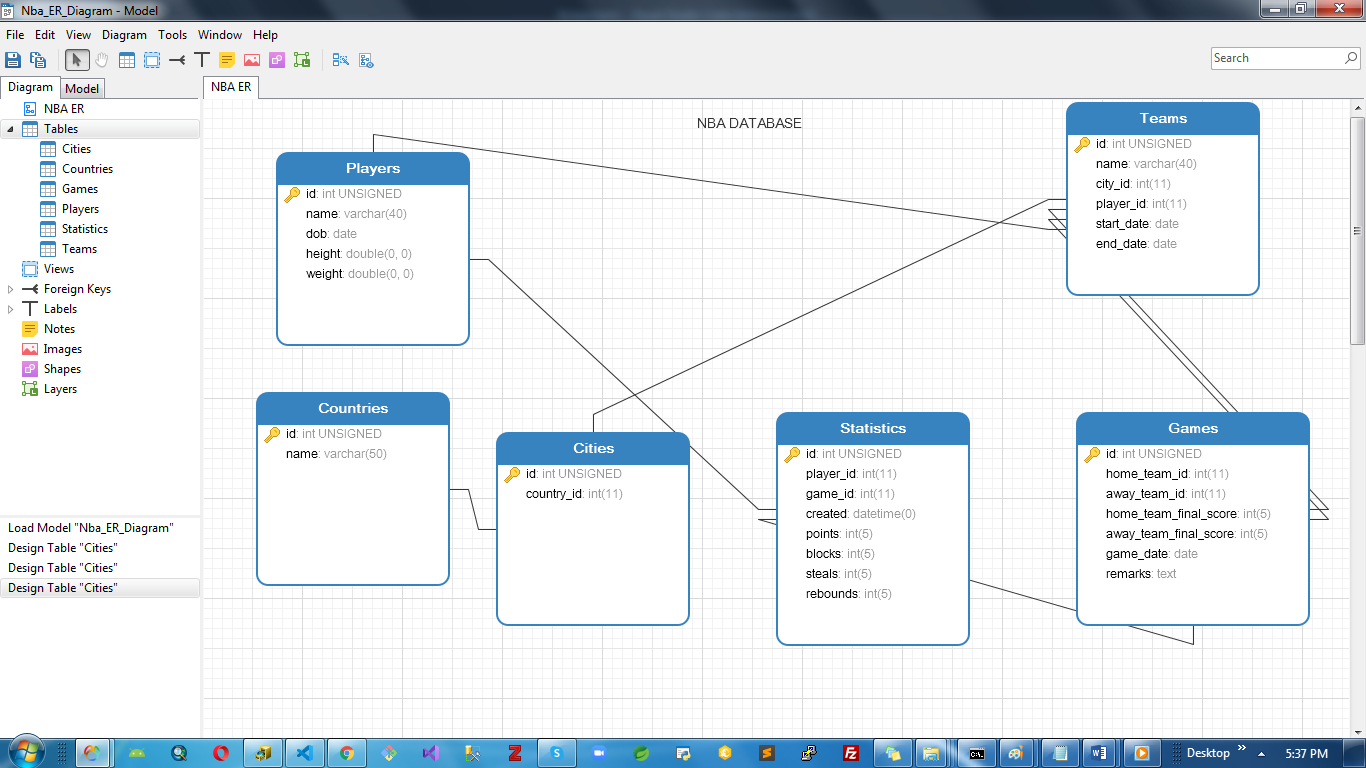 Nba_ER_Diagram - Model
File Edit View Diagram Tools Window Help
Search
Diagram Model
NBA ER
NBA ER
Tables
Cities
Countries
Games
Players
Statistics
Teams
Views
Foreign Keys
Labels
Notes
Images
Shapes
Layers
Load Model "Nba_ER_Diagram"
Design Table "Cities"
Design Table "Cities"
Design Table "Cities"
NBA DATABASE
Players
id: int UNSIGNED
name: varchar(40)
dob: date
height: double(0, 0)
weight: double(0, 0)
Teams
id: int UNSIGNED
name: varchar(40)
city_id: int(11)
player_id: int(11)
start_date: date
end_date: date
Countries
id: int UNSIGNED
name: varchar(50)
Cities
id: int UNSIGNED
country_id: int(11)
Statistics
id: int UNSIGNED
player_id: int(11)
game_id: int(11)
created: datetime(0)
points: int(5)
blocks: int(5)
steals: int(5)
rebounds: int(5)
Games
id: int UNSIGNED
home_team_id: int(11)
away_team_id: int(11)
home_team_final_score: int(5)
away_team_final_score: int(5)
game_date: date
remarks: text
Desktop
5:37 PM